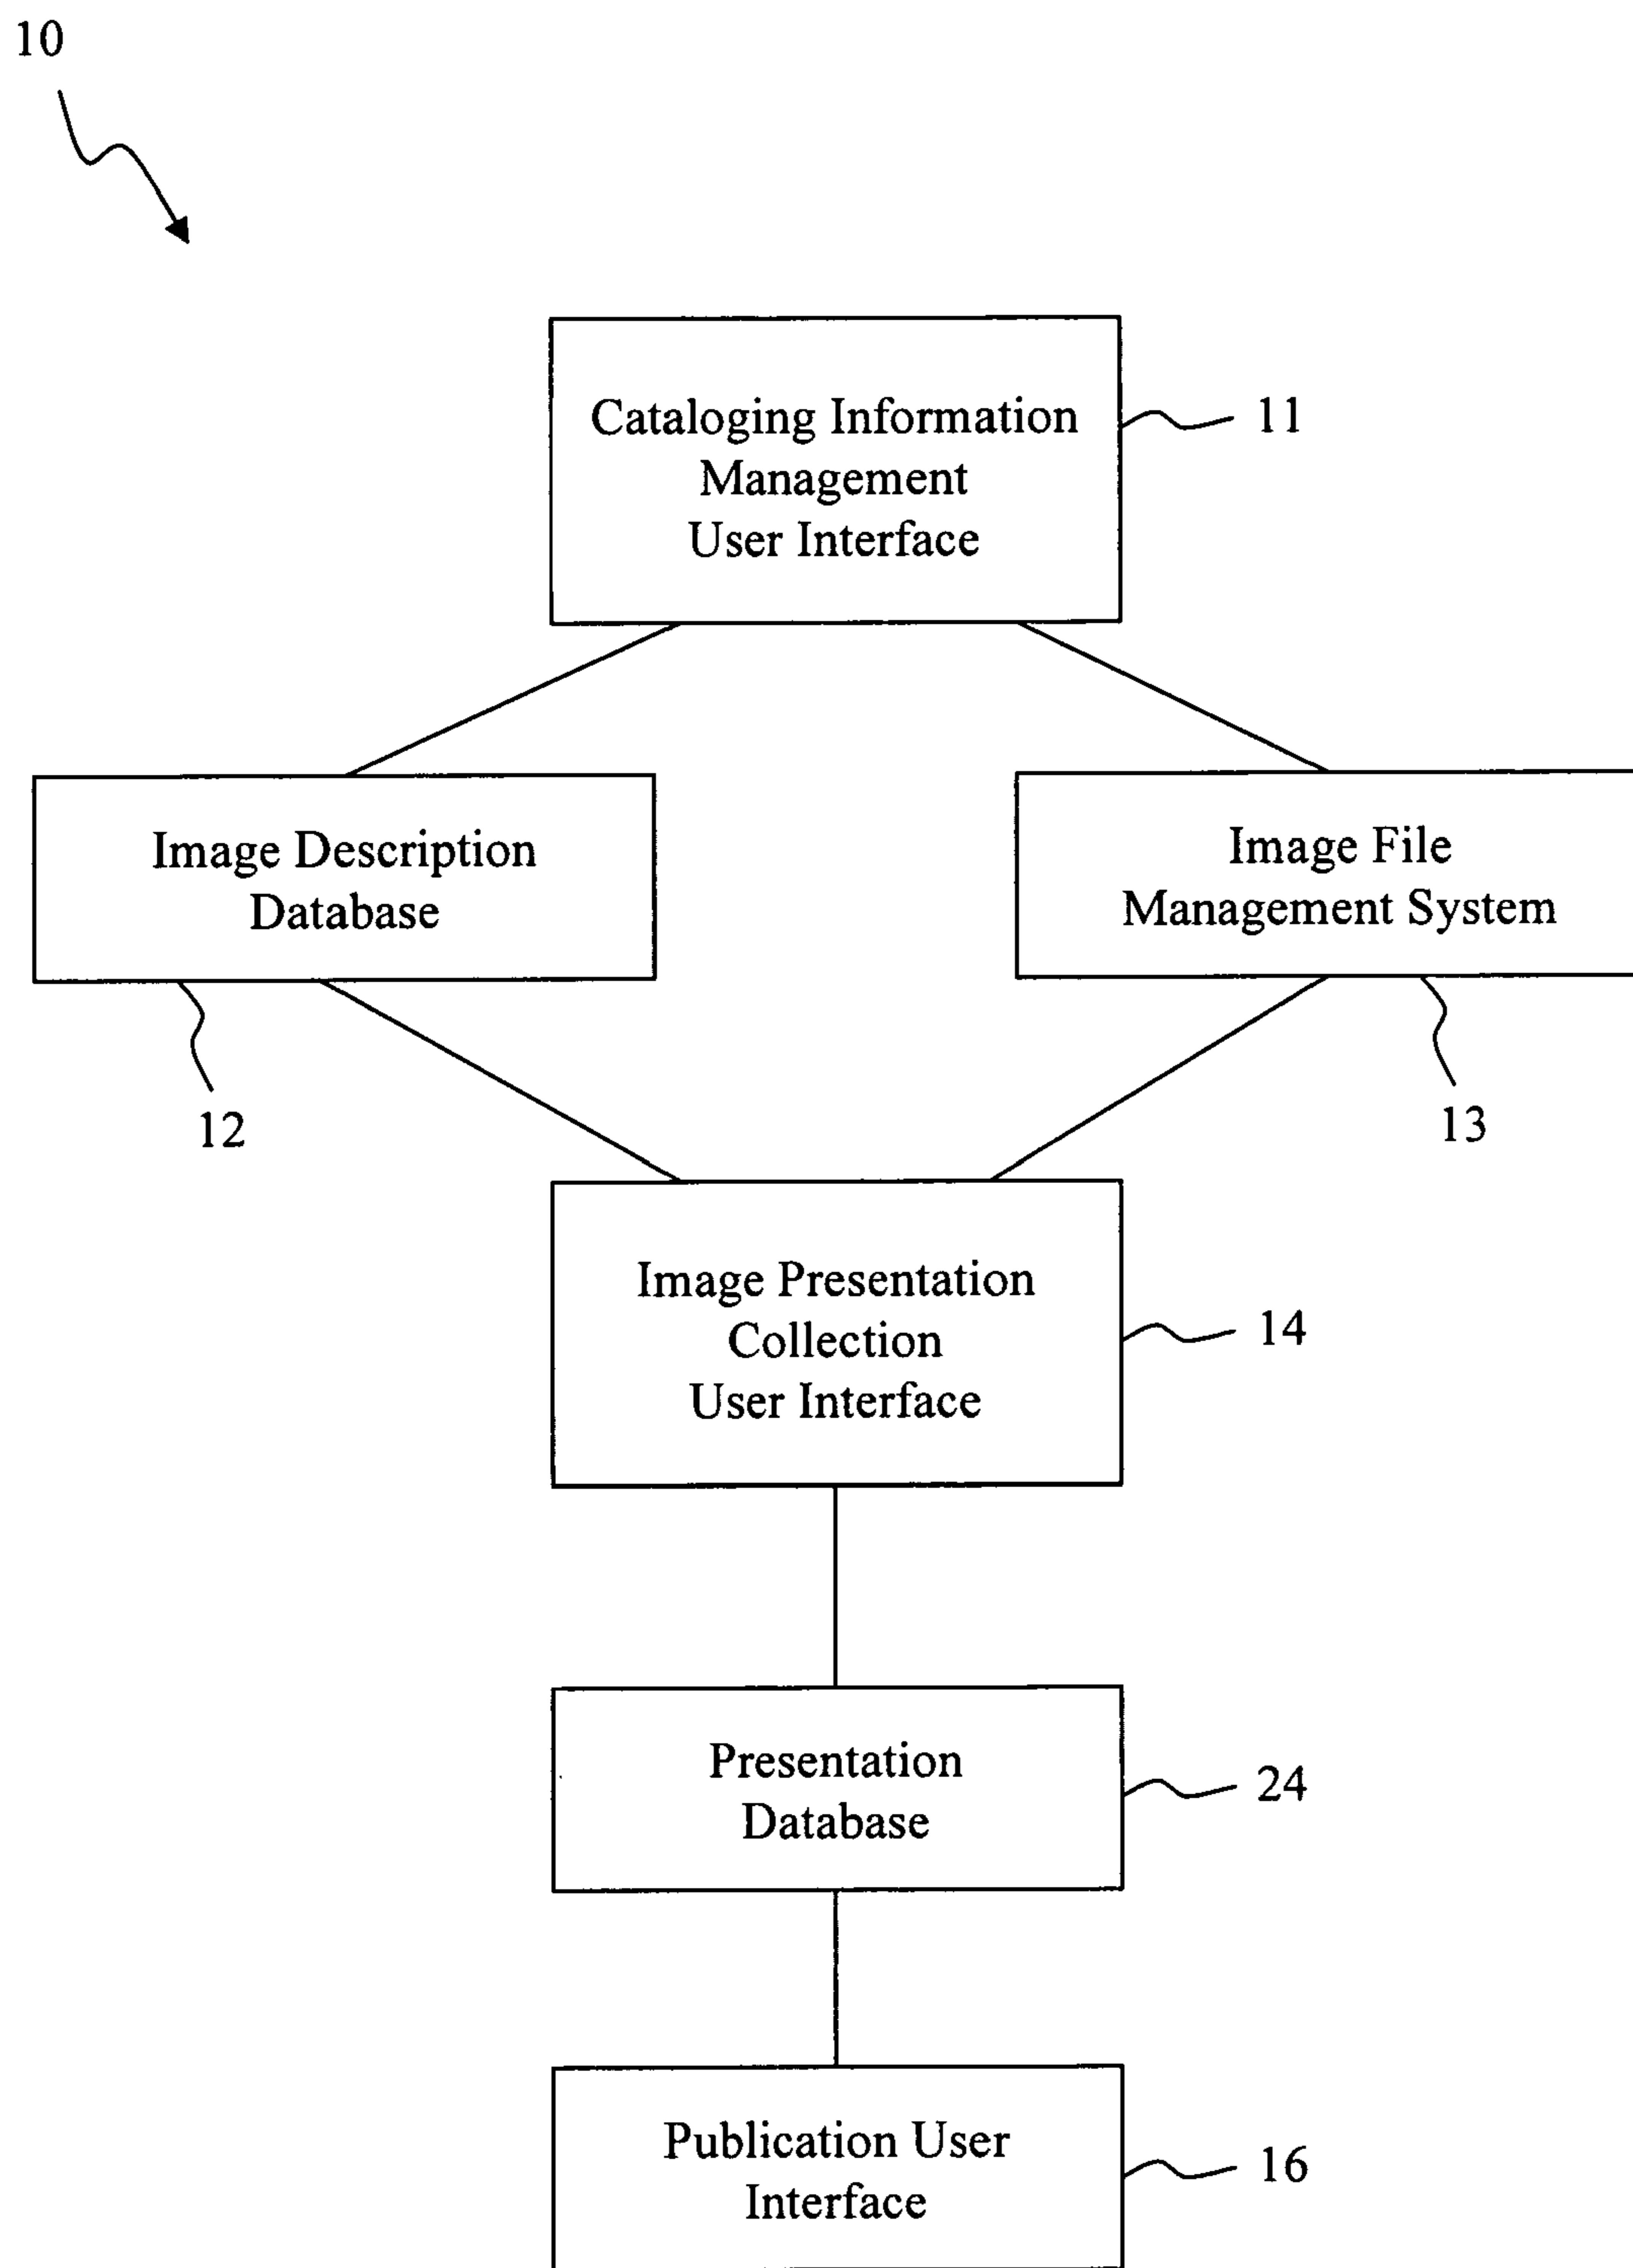 10
Cataloging Information
Management
User Interface
11
Image Description
Database
Image File
Management System
12
13
Image Presentation
Collection
User Interface
14
Presentation
Database
24
Publication User
Interface
16